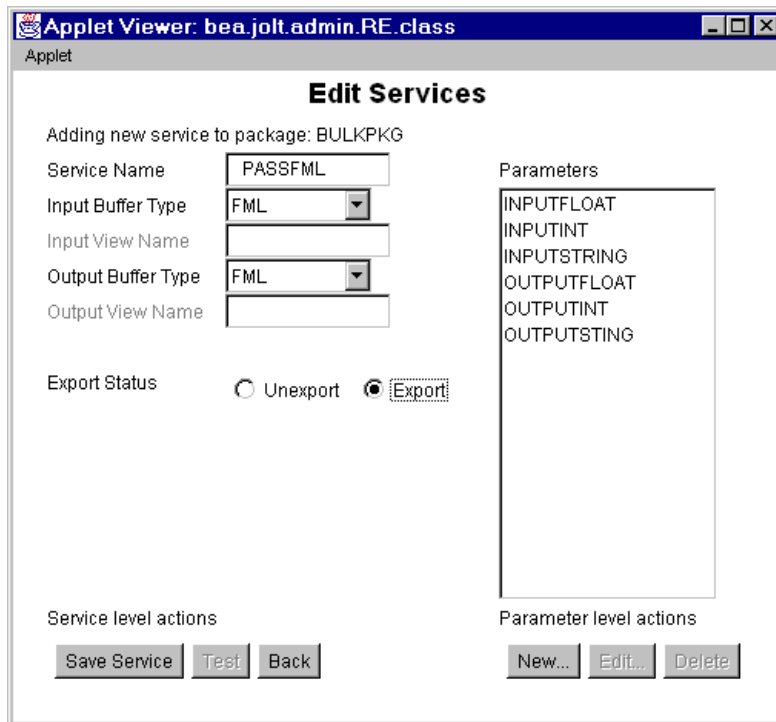 Applet Viewer: bea.jolt.admin.RE.class
Applet
Edit Services
Adding new service to package: BULKPKG
Service Name PASSFML
Input Buffer Type FML
Input View Name
Output Buffer Type FML
Output View Name
Export Status Unexport Export
Parameters
INPUTFLOAT
INPUTINT
INPUTSTRING
OUTPUTFLOAT
OUTPUTINT
OUTPUTSTING
Service level actions
Save Service Test Back
Parameter level actions
New... Edit... Delete